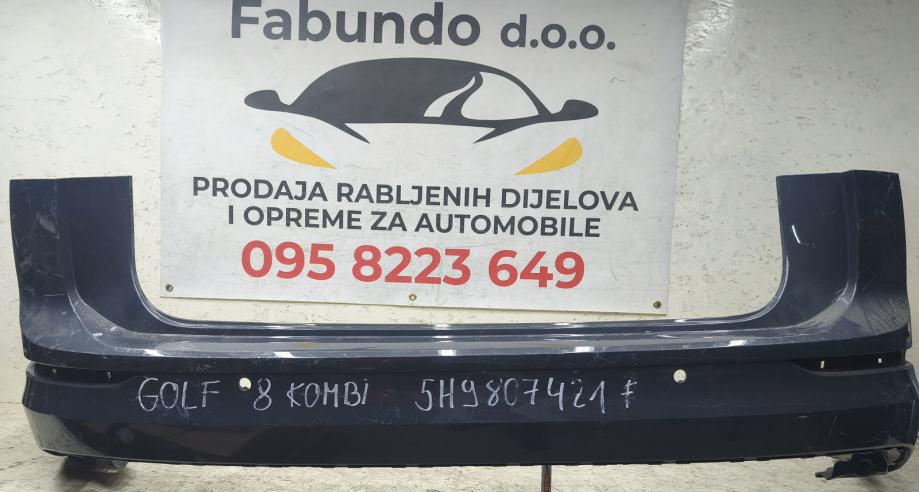 Fabundo d.o.o.
PRODAJA RABLJENIH DIJELOVA
I OPREME ZA AUTOMOBILE
095 8223 649
GOLF 8 KOMBI 5H9807421 F